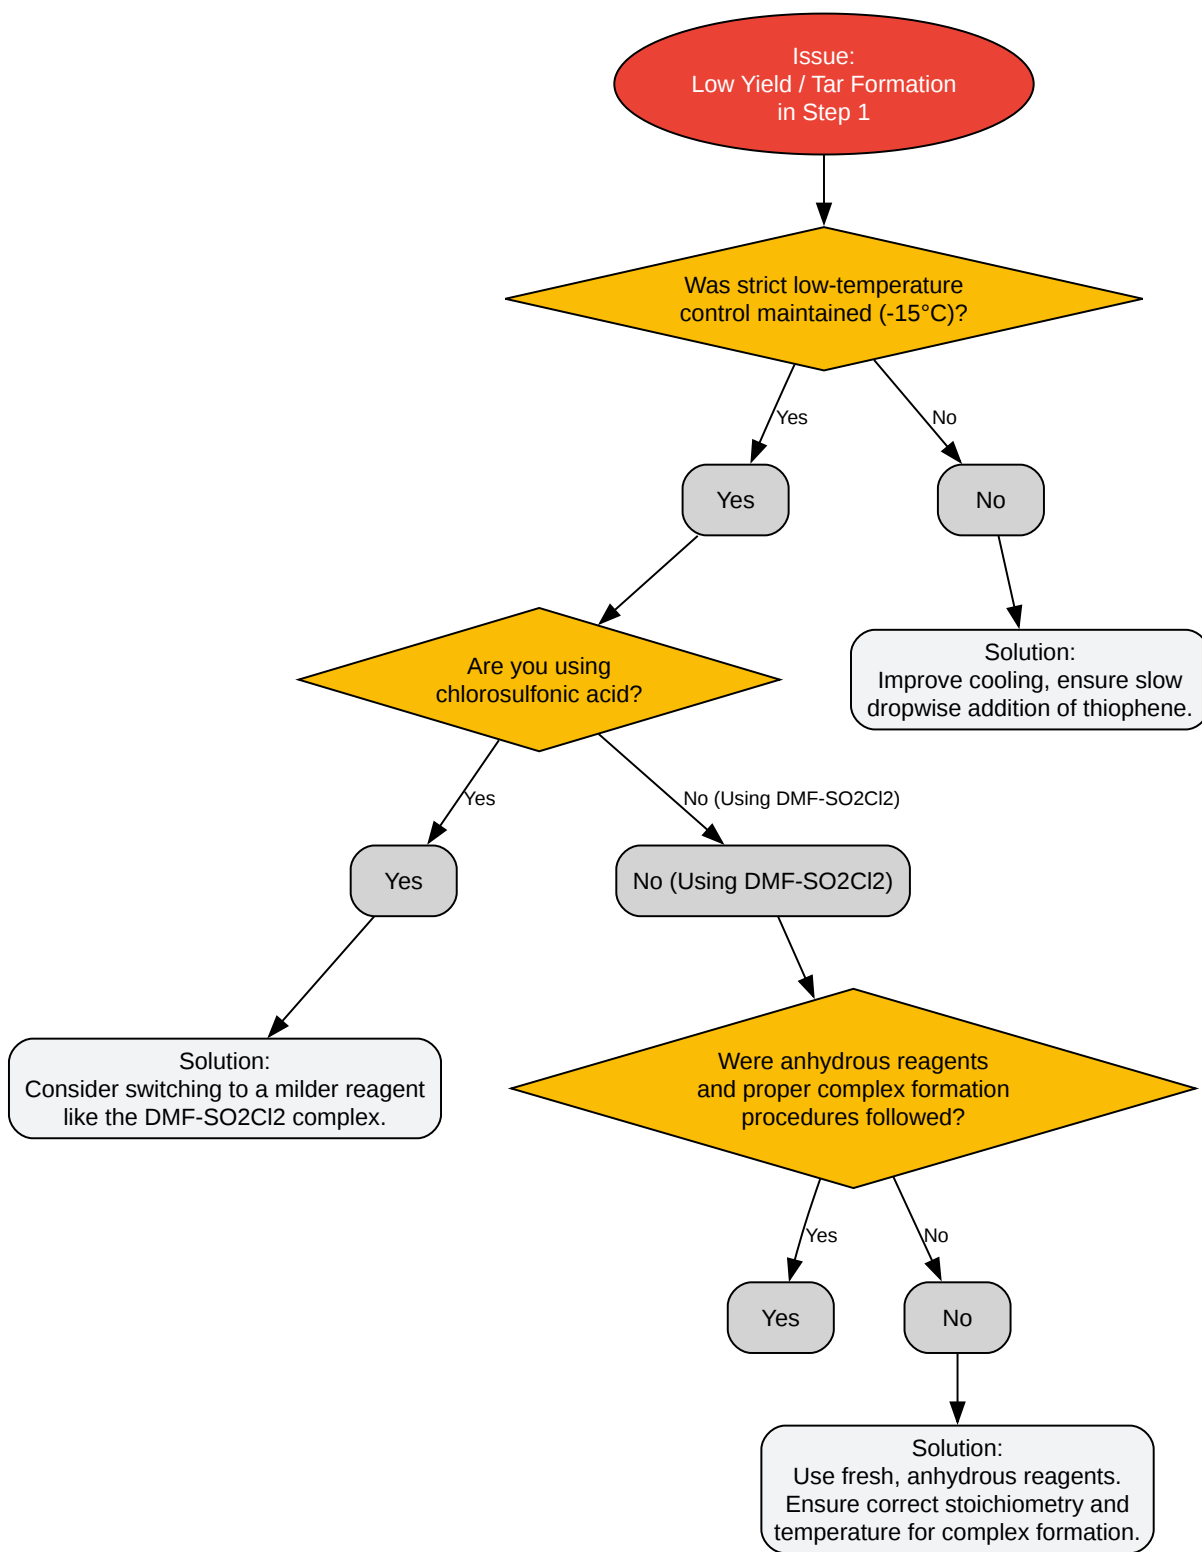 Issue:
Low Yield / Tar Formation
in Step 1
Was strict low-temperature
control maintained (-15°C)?
Yes
No
Yes
No
Solution:
Improve cooling, ensure slow
dropwise addition of thiophene.
Are you using
chlorosulfonic acid?
Yes
No (Using DMF-SO2Cl2)
Yes
No (Using DMF-SO2Cl2)
Solution:
Consider switching to a milder reagent
like the DMF-SO2Cl2 complex.
Were anhydrous reagents
and proper complex formation
procedures followed?
Yes
No
Yes
No
Solution:
Use fresh, anhydrous reagents.
Ensure correct stoichiometry and
temperature for complex formation.